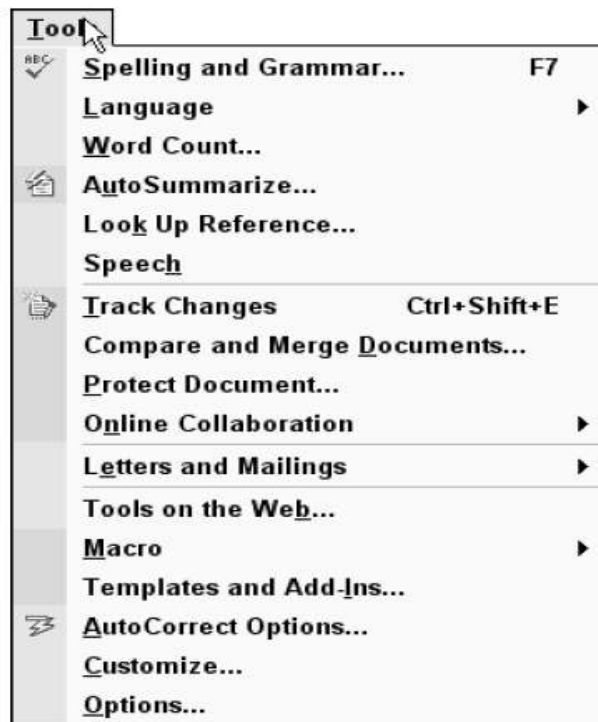 Tools
ABC
Spelling and Grammar... F7
Language
Word Count...
AutoSummarize...
Look Up Reference...
Speech
Track Changes Ctrl+Shift+E
Compare and Merge Documents...
Protect Document...
Online Collaboration
Letters and Mailings
Tools on the Web...
Macro
Templates and Add-Ins...
AutoCorrect Options...
Customize...
Options...